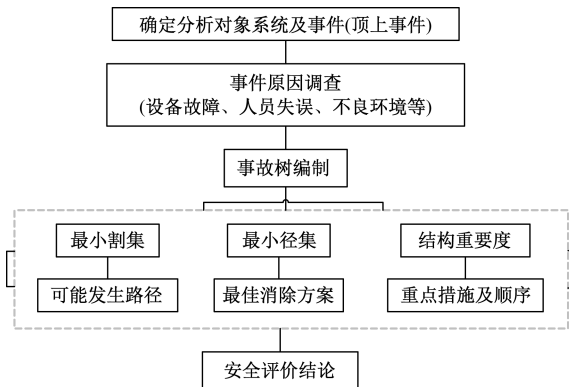 确定分析对象系统及事件(顶上事件)
事件原因调查
(设备故障、人员失误、不良环境等)
事故树编制
最小割集
最小径集
结构重要度
可能发生路径
最佳消除方案
重点措施及顺序
安全评价结论